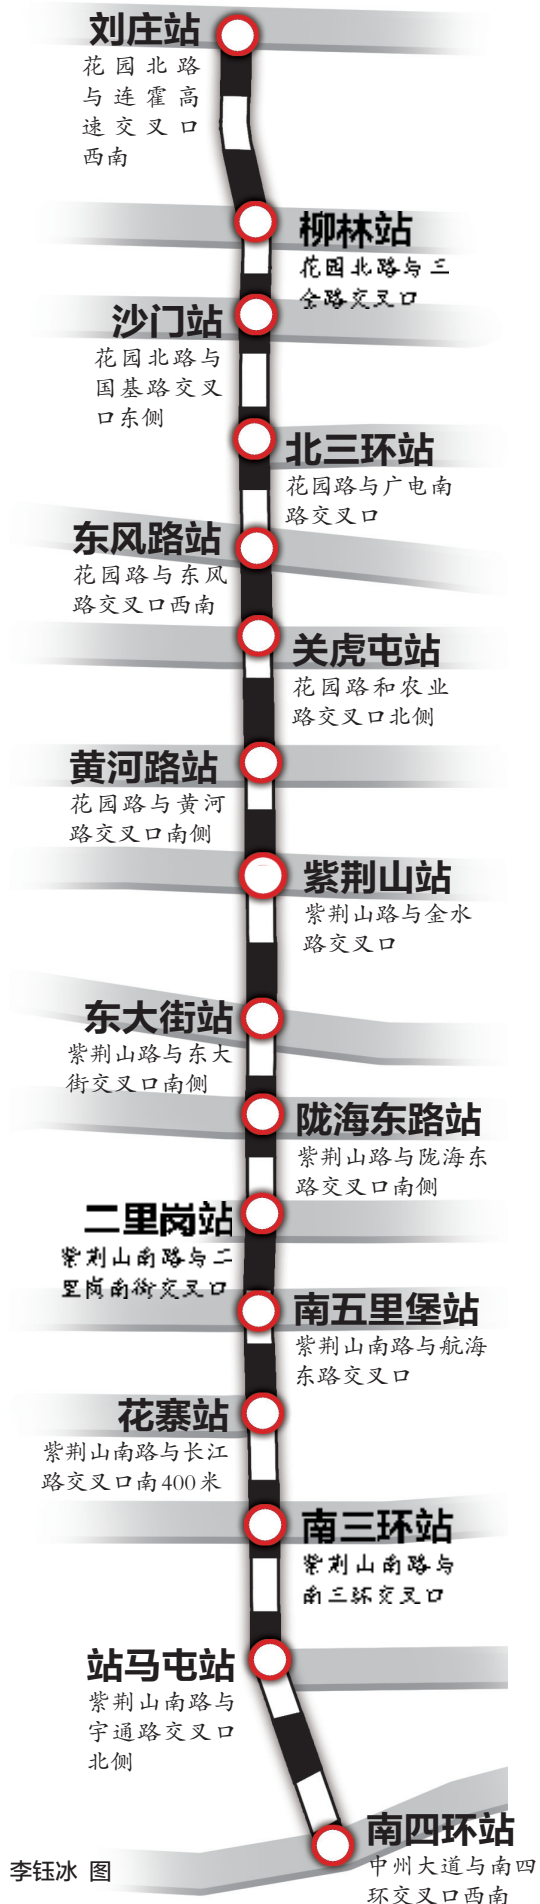 刘庄站
花园北路
与连霍高
速交叉口
西南
柳林站
花园北路与三
全路交叉口
沙门站
花园北路与
国基路交叉
口东侧
北三环站
花园路与广电南
路交叉口
东风路站
花园路与东风
路交叉口西南
关虎屯站
花园路和农业
路交叉口北侧
黄河路站
花园路与黄河
路交叉口南侧
紫荆山站
紫荆山路与金水
路交叉口
东大街站
紫荆山路与东大
街交叉口南侧
陇海东路站
紫荆山路与陇海东
路交叉口南侧
二里岗站
紫荆山南路与二
里岗南街交叉口
南五里堡站
紫荆山南路与航海
东路交叉口
花寨站
紫荆山南路与长江
路交叉口南400米
南三环站
紫荆山南路与
南三环交叉口
站马屯站
紫荆山南路与
宇通路交叉口
北侧
南四环站
中州大道与南四
环交叉口西南
李钰冰 图